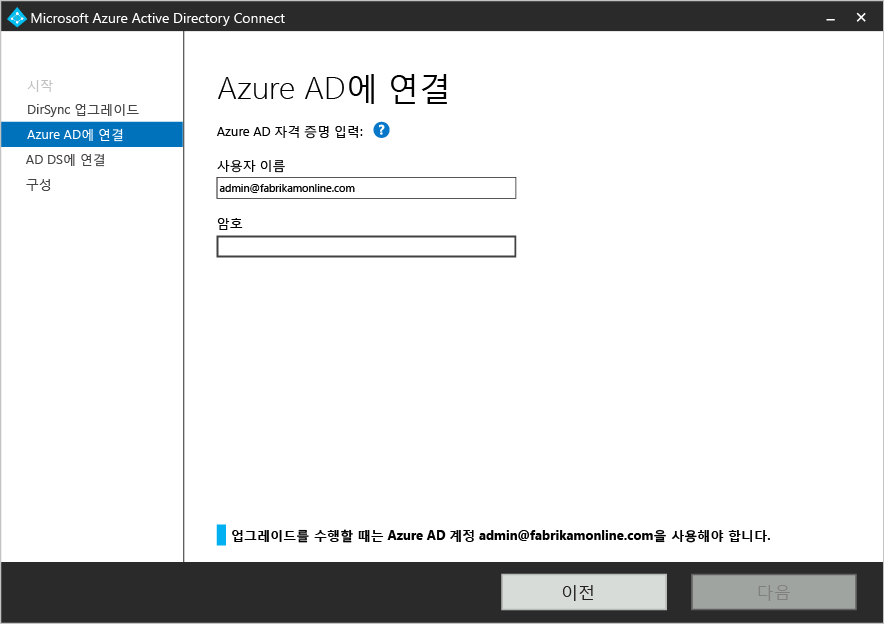 Microsoft Azure Active Directory Connect
시작
DirSync 업그레이드
Azure AD에 연결
AD DS에 연결
구성
Azure AD에 연결
Azure AD 자격 증명 입력: ?
사용자 이름
admin@fabrikamonline.com
암호
업그레이드를 수행할 때는 Azure AD 계정 admin@fabrikamonline.com을 사용해야 합니다.
이전
다음